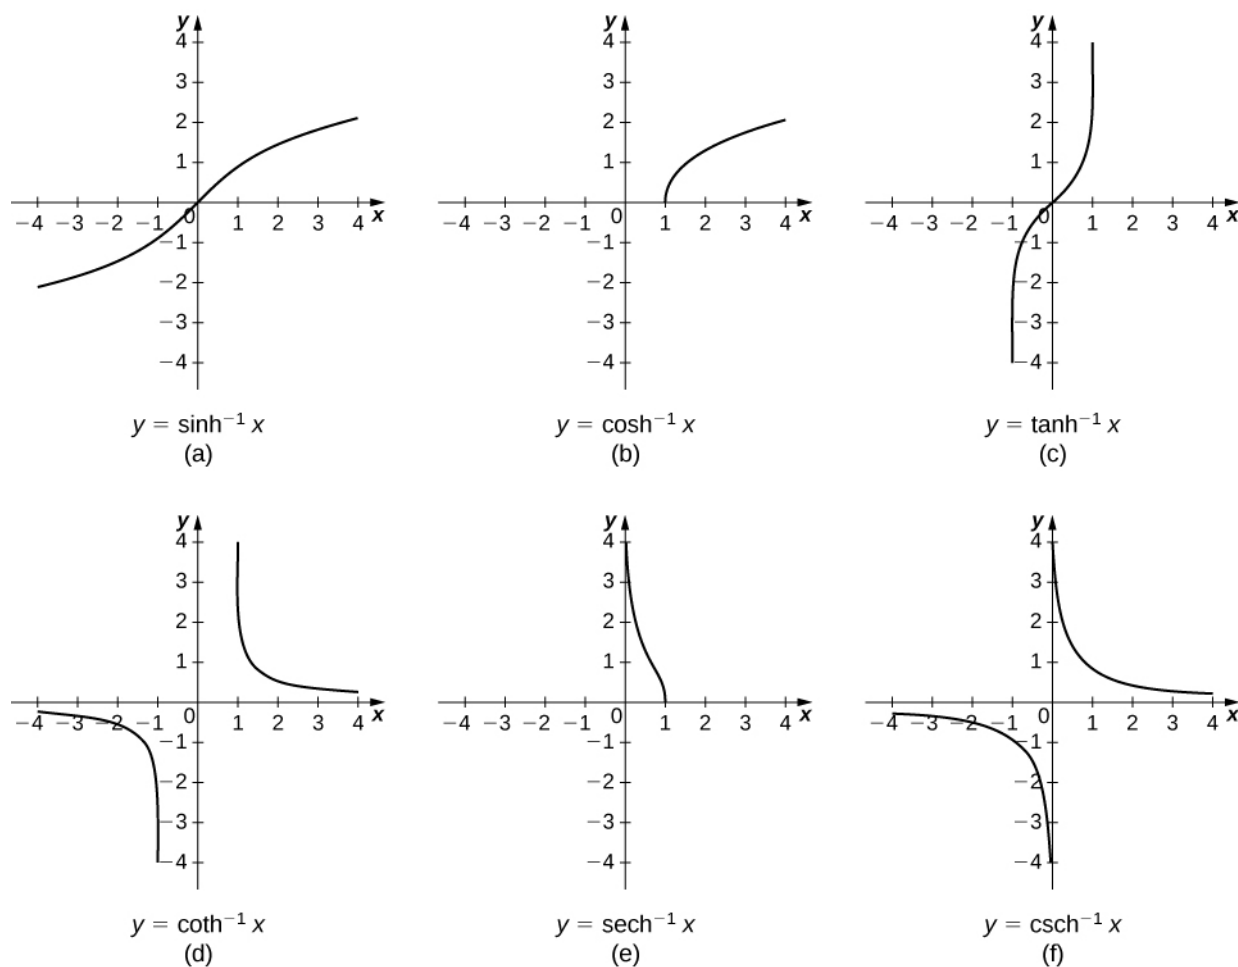 y y y
4 4 4
3 3 3
2 2 2
1 1 1
−4 −3 −2 −1 0 1 2 3 4 x −4 −3 −2 −1 0 1 2 3 4 x −4 −3 −2 −1 0 1 2 3 4 x
−1 −1 −1
−2 −2 −2
−3 −3 −3
−4 −4 −4
y = sinh⁻¹ x y = cosh⁻¹ x y = tanh⁻¹ x
(a) (b) (c)
y y y
4 4 4
3 3 3
2 2 2
1 1 1
−4 −3 −2 −1 0 1 2 3 4 x −4 −3 −2 −1 0 1 2 3 4 x −4 −3 −2 −1 0 1 2 3 4 x
−1 −1 −1
−2 −2 −2
−3 −3 −3
−4 −4 −4
y = coth⁻¹ x y = sech⁻¹ x y = csch⁻¹ x
(d) (e) (f)